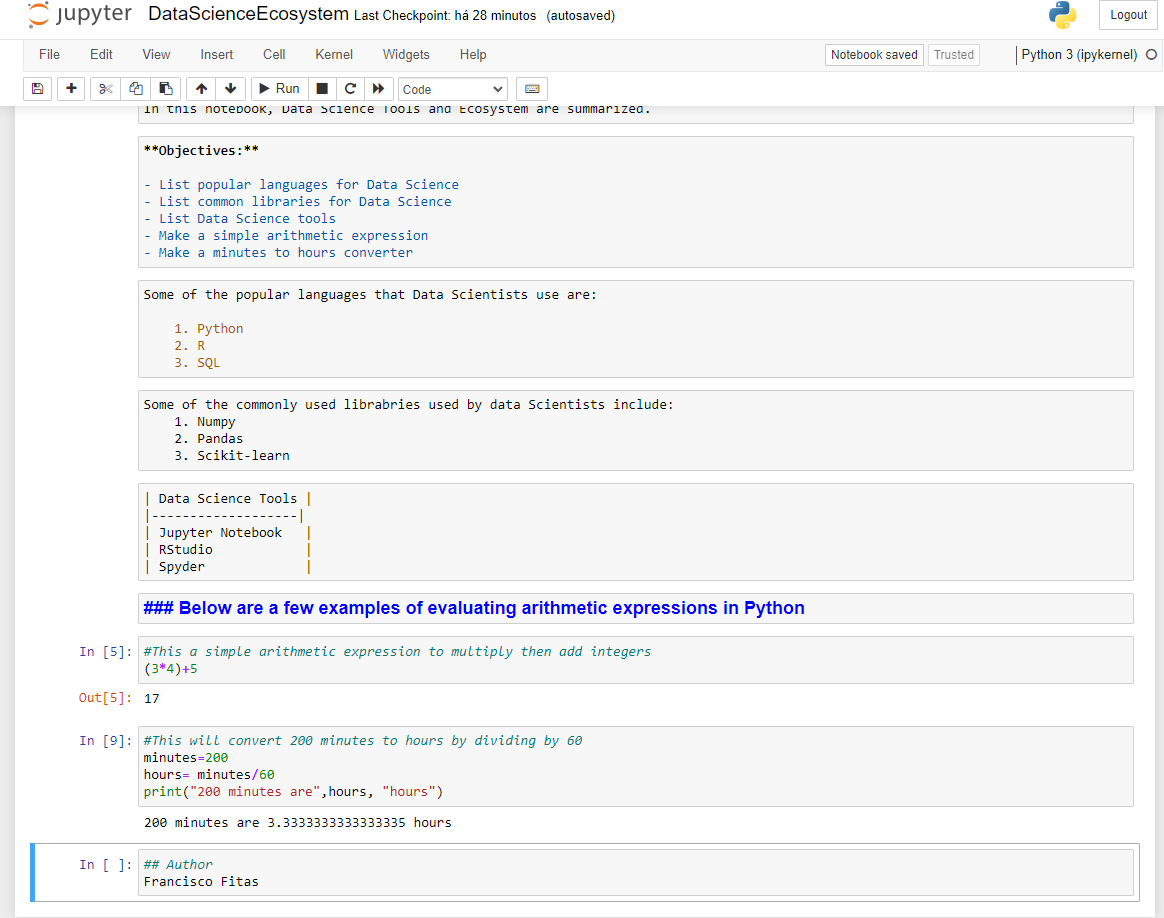 jupyter DataScienceEcosystem Last Checkpoint: há 28 minutos (autosaved) Logout
File Edit View Insert Cell Kernel Widgets Help Notebook saved Trusted Python 3 (ipykernel)
Run Code
In this notebook, Data Science Tools and Ecosystem are summarized.
**Objectives:**
- List popular languages for Data Science
- List common libraries for Data Science
- List Data Science tools
- Make a simple arithmetic expression
- Make a minutes to hours converter
Some of the popular languages that Data Scientists use are:
1. Python
2. R
3. SQL
Some of the commonly used librabries used by data Scientists include:
1. Numpy
2. Pandas
3. Scikit-learn
| Data Science Tools |
|-------------------|
| Jupyter Notebook   |
| RStudio            |
| Spyder             |
### Below are a few examples of evaluating arithmetic expressions in Python
In [5]: #This a simple arithmetic expression to multiply then add integers
(3*4)+5
Out[5]: 17
In [9]: #This will convert 200 minutes to hours by dividing by 60
minutes=200
hours= minutes/60
print("200 minutes are",hours, "hours")
200 minutes are 3.3333333333333335 hours
In [ ]: ## Author
Francisco Fitas